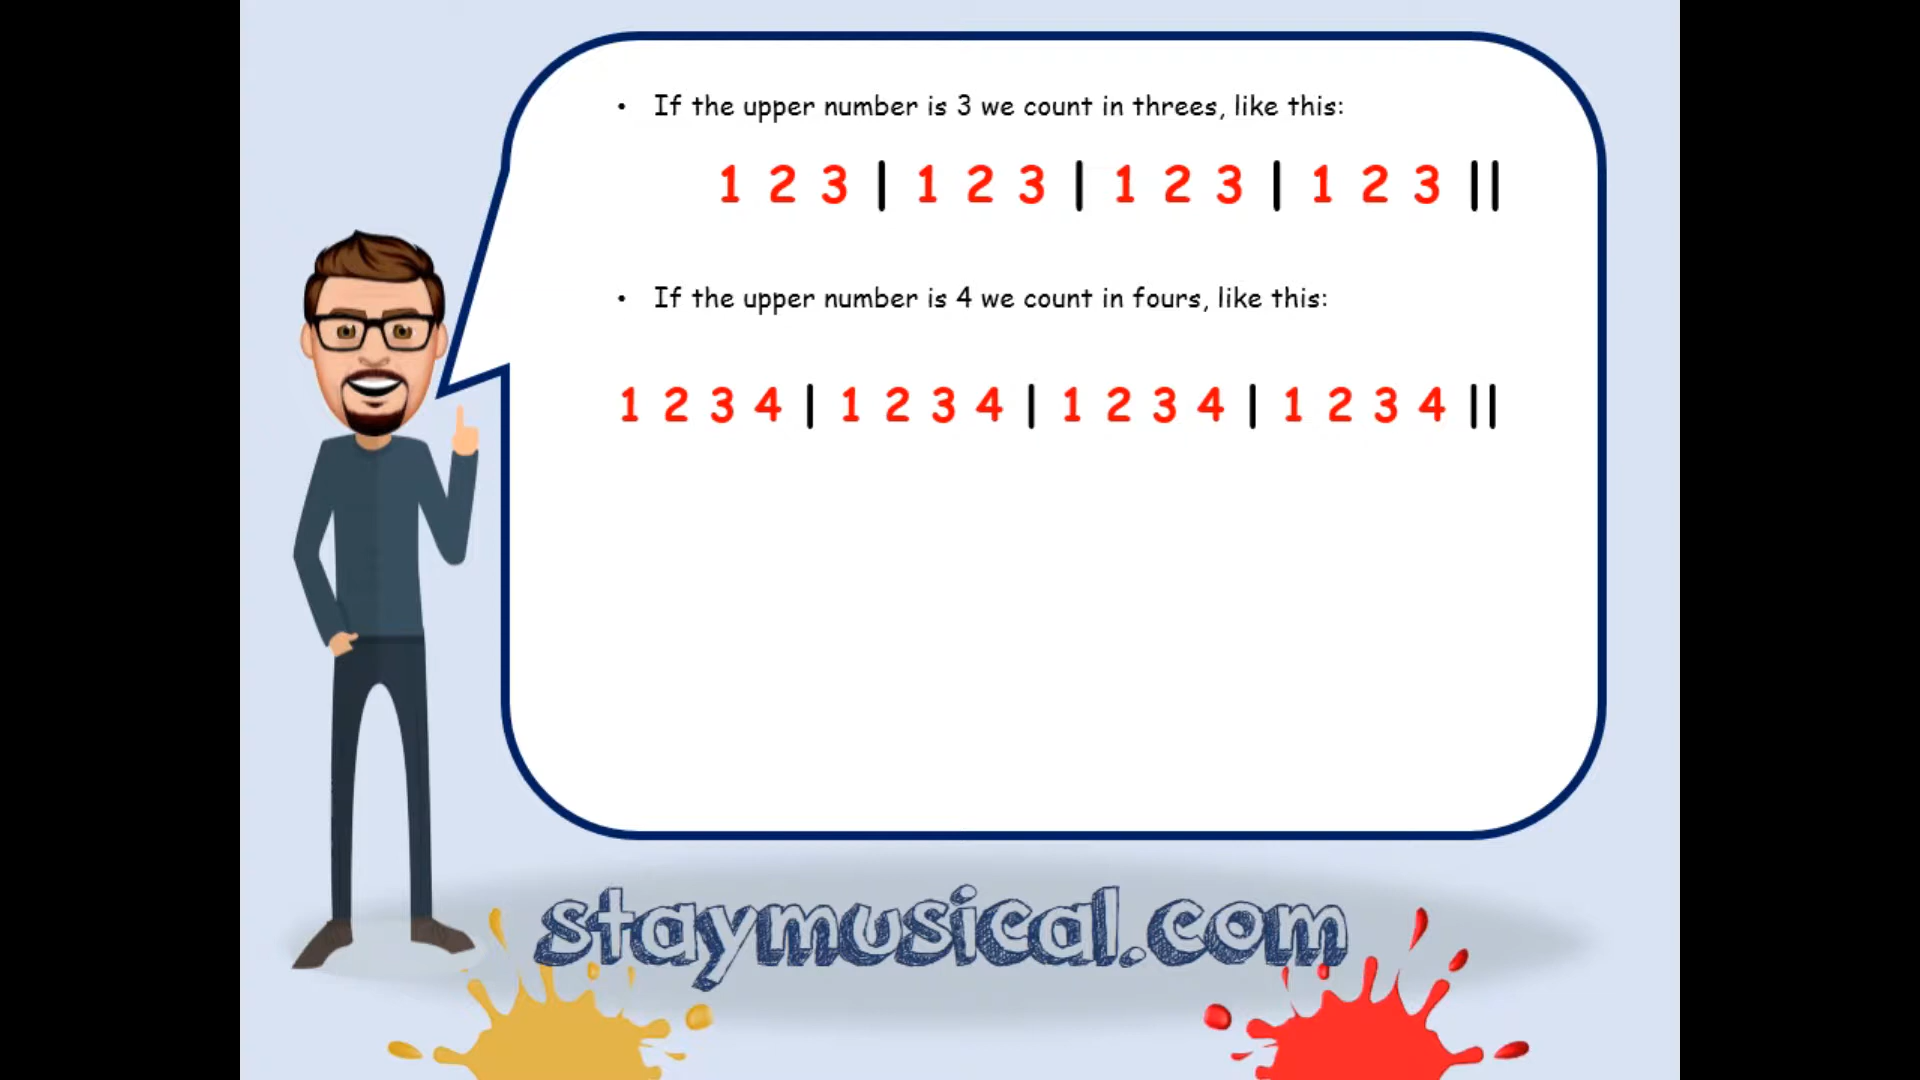 • If the upper number is 3 we count in threes, like this:
1 2 3 | 1 2 3 | 1 2 3 | 1 2 3 ||
• If the upper number is 4 we count in fours, like this:
1 2 3 4 | 1 2 3 4 | 1 2 3 4 | 1 2 3 4 ||
staymusical.com